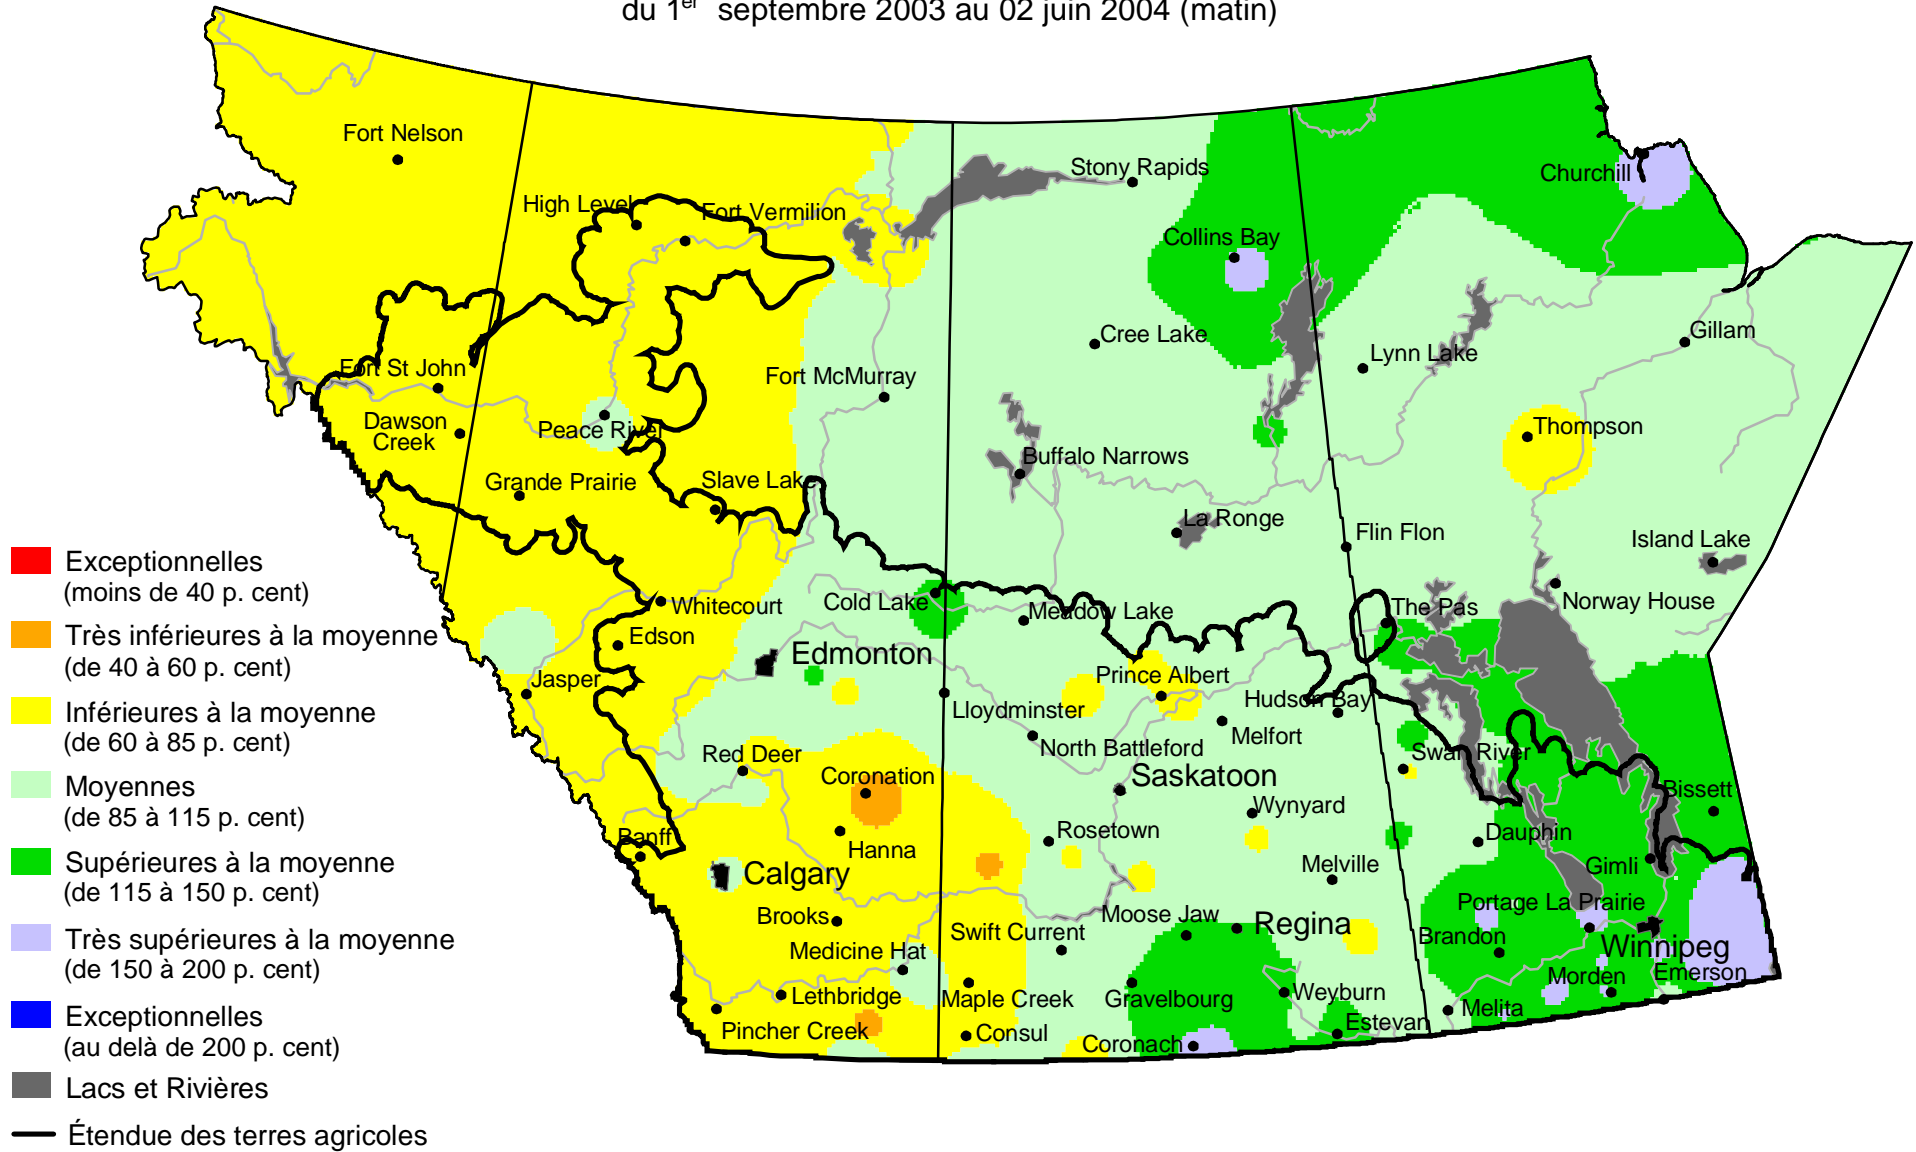 du 1er septembre 2003 au 02 juin 2004 (matin)
Fort Nelson
Stony Rapids
Churchill
High Level
Fort Vermilion
Collins Bay
Cree Lake
Gillam
Lynn Lake
Fort St John
Fort McMurray
Dawson
Creek
Peace River
Thompson
Buffalo Narrows
Grande Prairie
Slave Lake
La Ronge
Flin Flon
Island Lake
Whitecourt
Cold Lake
Meadow Lake
The Pas
Norway House
Edson
Edmonton
Jasper
Prince Albert
Hudson Bay
Lloydminster
Melfort
North Battleford
Red Deer
Swan River
Coronation
Saskatoon
Bissett
Wynyard
Rosetown
Dauphin
Banff
Hanna
Calgary
Melville
Gimli
Portage La Prairie
Brooks
Moose Jaw
Regina
Swift Current
Brandon
Winnipeg
Medicine Hat
Morden
Emerson
Lethbridge
Maple Creek
Gravelbourg
Weyburn
Melita
Pincher Creek
Consul
Coronach
Estevan
Exceptionnelles
(moins de 40 p. cent)
Très inférieures à la moyenne
(de 40 à 60 p. cent)
Inférieures à la moyenne
(de 60 à 85 p. cent)
Moyennes
(de 85 à 115 p. cent)
Supérieures à la moyenne
(de 115 à 150 p. cent)
Très supérieures à la moyenne
(de 150 à 200 p. cent)
Exceptionnelles
(au delà de 200 p. cent)
Lacs et Rivières
Étendue des terres agricoles